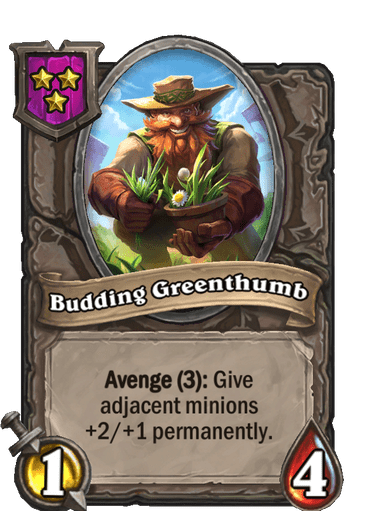 Budding Greenthumb
Avenge (3): Give
adjacent minions
+2/+1 permanently.
1
4